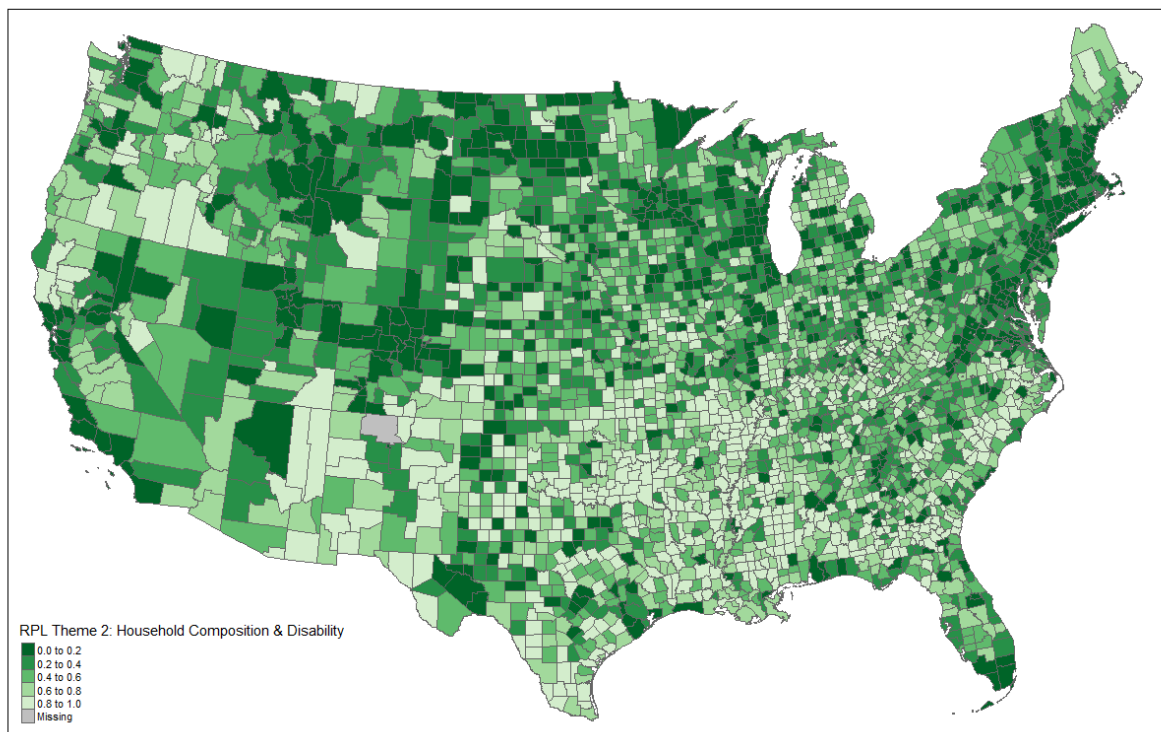 RPL Theme 2: Household Composition & Disability
0.0 to 0.2
0.2 to 0.4
0.4 to 0.6
0.6 to 0.8
0.8 to 1.0
Missing